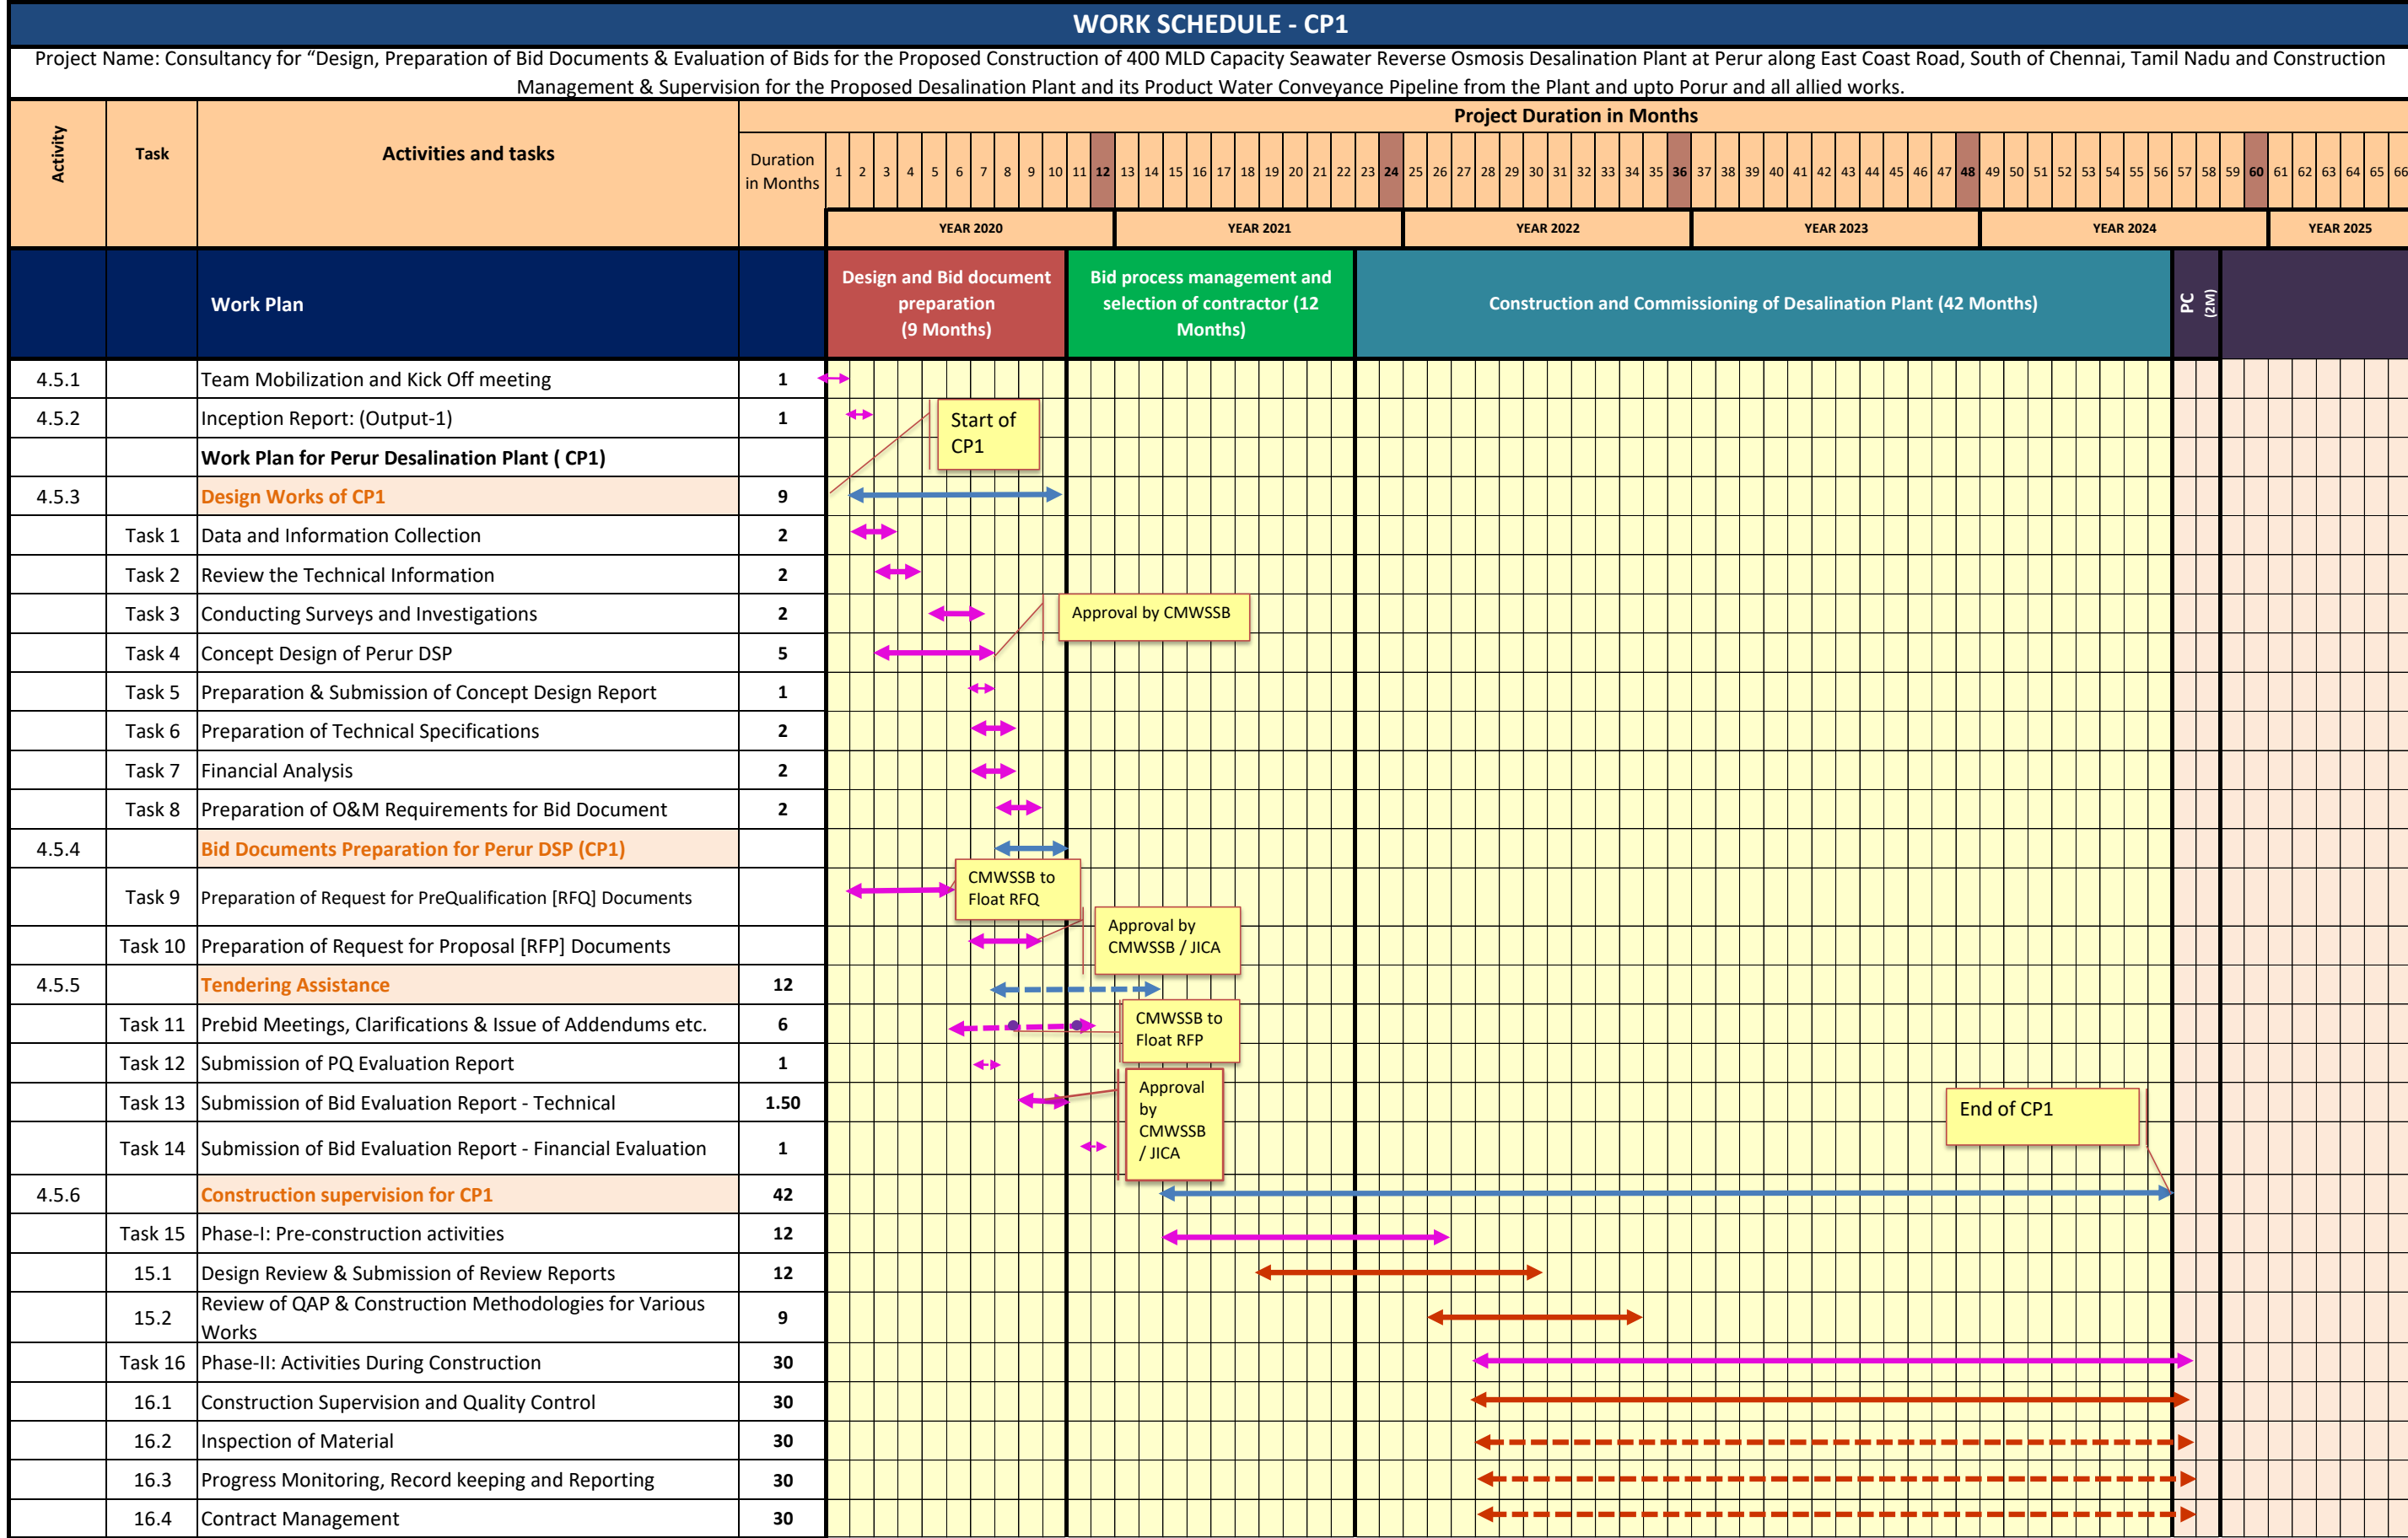 WORK SCHEDULE - CP1
Project Name: Consultancy for “Design, Preparation of Bid Documents & Evaluation of Bids for the Proposed Construction of 400 MLD Capacity Seawater Reverse Osmosis Desalination Plant at Perur along East Coast Road, South of Chennai, Tamil Nadu and Construction
Management & Supervision for the Proposed Desalination Plant and its Product Water Conveyance Pipeline from the Plant and upto Porur and all allied works.
Activity
Task
Activities and tasks
Project Duration in Months
Duration
in Months
1 2 3 4 5 6 7 8 9 10 11 12 13 14 15 16 17 18 19 20 21 22 23 24 25 26 27 28 29 30 31 32 33 34 35 36 37 38 39 40 41 42 43 44 45 46 47 48 49 50 51 52 53 54 55 56 57 58 59 60 61 62 63 64 65 66
YEAR 2020 YEAR 2021 YEAR 2022 YEAR 2023 YEAR 2024 YEAR 2025
Work Plan
Design and Bid document
preparation
(9 Months)
Bid process management and
selection of contractor (12
Months)
Construction and Commissioning of Desalination Plant (42 Months)
PC
(2M)
4.5.1 Team Mobilization and Kick Off meeting 1
4.5.2 Inception Report: (Output-1) 1
Start of
CP1
Work Plan for Perur Desalination Plant ( CP1)
4.5.3 Design Works of CP1 9
Task 1 Data and Information Collection 2
Task 2 Review the Technical Information 2
Task 3 Conducting Surveys and Investigations 2
Approval by CMWSSB
Task 4 Concept Design of Perur DSP 5
Task 5 Preparation & Submission of Concept Design Report 1
Task 6 Preparation of Technical Specifications 2
Task 7 Financial Analysis 2
Task 8 Preparation of O&M Requirements for Bid Document 2
4.5.4 Bid Documents Preparation for Perur DSP (CP1)
Task 9 Preparation of Request for PreQualification [RFQ] Documents
CMWSSB to
Float RFQ
Task 10 Preparation of Request for Proposal [RFP] Documents
Approval by
CMWSSB / JICA
4.5.5 Tendering Assistance 12
Task 11 Prebid Meetings, Clarifications & Issue of Addendums etc. 6
CMWSSB to
Float RFP
Task 12 Submission of PQ Evaluation Report 1
Task 13 Submission of Bid Evaluation Report - Technical 1.50
Approval
by
CMWSSB
/ JICA
End of CP1
Task 14 Submission of Bid Evaluation Report - Financial Evaluation 1
4.5.6 Construction supervision for CP1 42
Task 15 Phase-I: Pre-construction activities 12
15.1 Design Review & Submission of Review Reports 12
15.2 Review of QAP & Construction Methodologies for Various
Works 9
Task 16 Phase-II: Activities During Construction 30
16.1 Construction Supervision and Quality Control 30
16.2 Inspection of Material 30
16.3 Progress Monitoring, Record keeping and Reporting 30
16.4 Contract Management 30